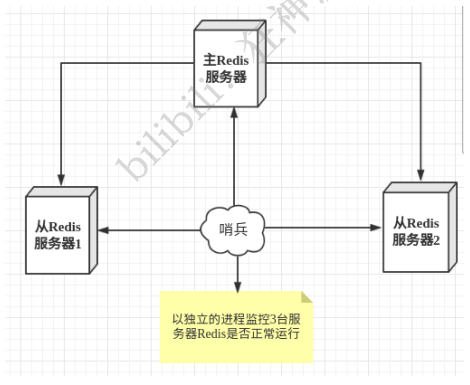 主Redis
服务器
bilibili: 狂神
从Redis
服务器1
哨兵
从Redis
服务器2
以独立的进程监控3台服
务器Redis是否正常运行